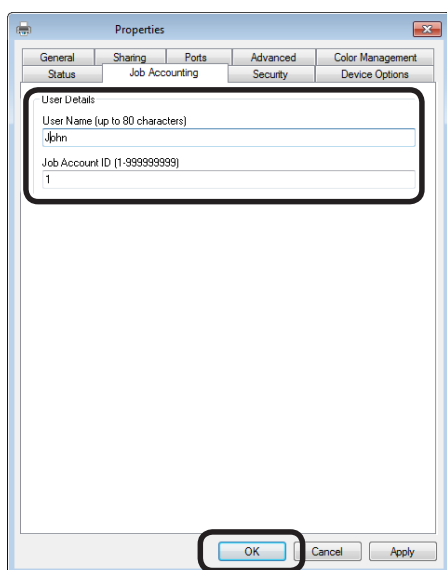 Properties
General Sharing Ports Advanced Color Management
Status Job Accounting Security Device Options
User Details
User Name (up to 80 characters)
John
Job Account ID (1-999999999)
1
OK Cancel Apply